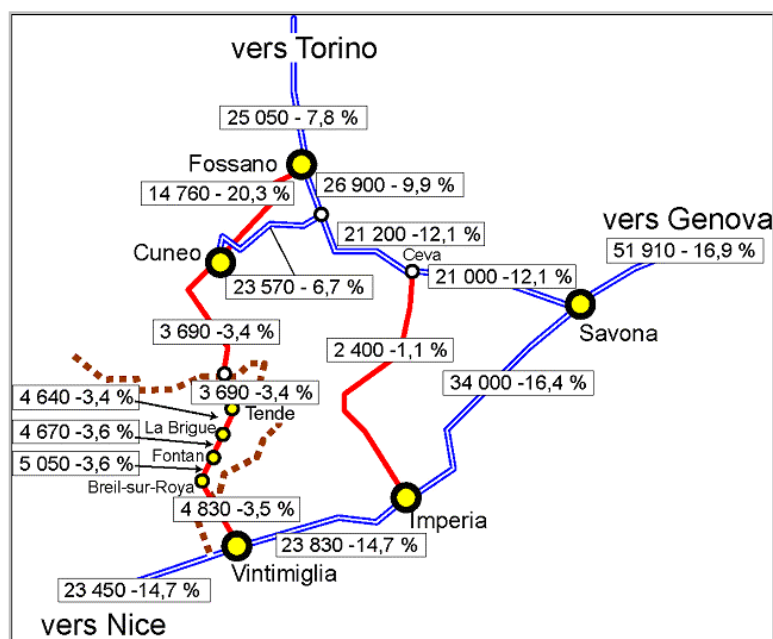 vers Torino
25 050 - 7,8 %
Fossano
26 900 - 9,9 %
14 760 - 20,3 %
vers Genova
21 200 -12,1 %
51 910 - 16,9 %
Cuneo
Ceva
21 000 -12,1 %
23 570 - 6,7 %
Savona
3 690 -3,4 %
2 400 -1,1 %
34 000 -16,4 %
3 690 -3,4 %
4 640 -3,4 %
Tende
La Brigue
4 670 -3,6 %
Fontan
5 050 -3,6 %
Breil-sur-Roya
4 830 -3,5 %
Imperia
23 830 -14,7 %
Vintimiglia
23 450 -14,7 %
vers Nice